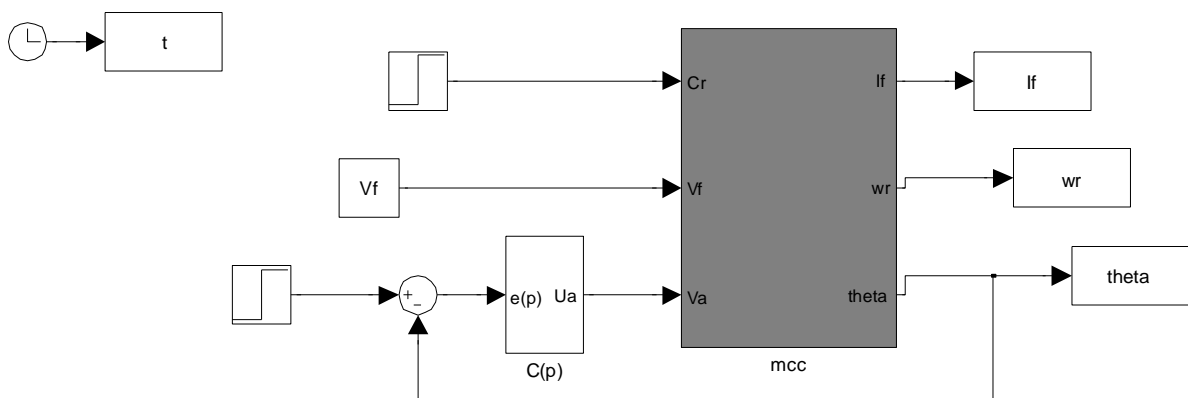 t
Cr
If
If
Vf
Vf
wr
wr
+
_
e(p)
Ua
Va
theta
theta
C(p)
mcc